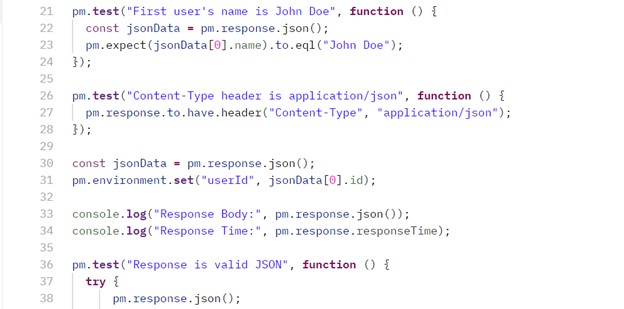 21 pm.test("First user's name is John Doe", function () {
22 const jsonData = pm.response.json();
23 pm.expect(jsonData[0].name).to.eql("John Doe");
24 });
25
26 pm.test("Content-Type header is application/json", function () {
27 pm.response.to.have.header("Content-Type", "application/json");
28 });
29
30 const jsonData = pm.response.json();
31 pm.environment.set("userId", jsonData[0].id);
32
33 console.log("Response Body:", pm.response.json());
34 console.log("Response Time:", pm.response.responseTime);
35
36 pm.test("Response is valid JSON", function () {
37 try {
38 pm.response.json();